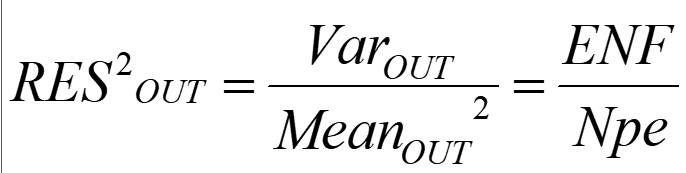 RES²OUT = VarOUT / MeanOUT² = ENF / Npe